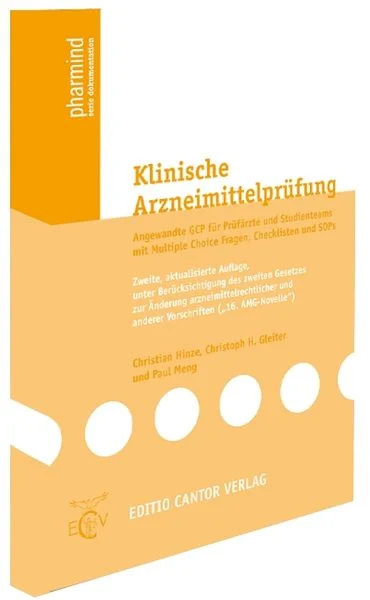 pharmind
serie dokumentation
Klinische
Arzneimittelprüfung
Angewandte GCP für Prüfärzte und Studienteams
mit Multiple Choice Fragen, Checklisten und SOPs
Zweite, aktualisierte Auflage,
unter Berücksichtigung des zweiten Gesetzes
zur Änderung arzneimittelrechtlicher und
anderer Vorschriften („16. AMG-Novelle")
Christian Hinze, Christoph H. Gleiter
und Paul Meng
ECV
EDITIO CANTOR VERLAG